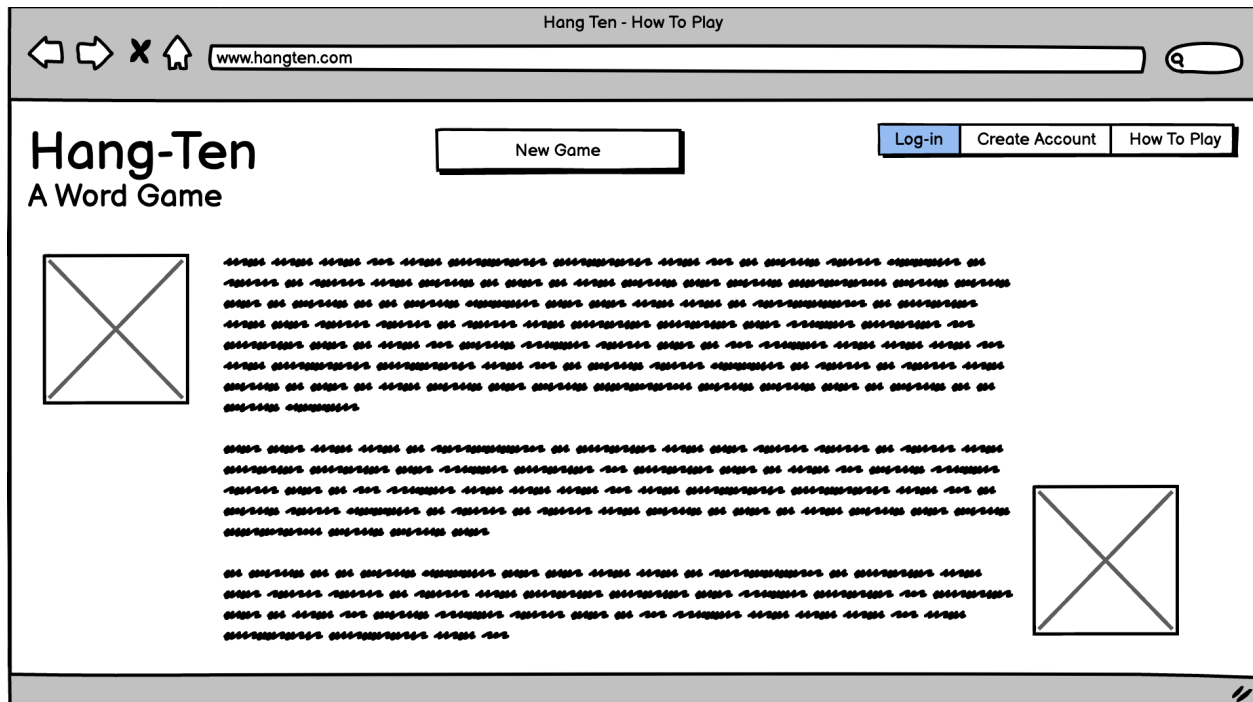 Hang Ten - How To Play
www.hangten.com
Hang-Ten
A Word Game
New Game
Log-in
Create Account
How To Play